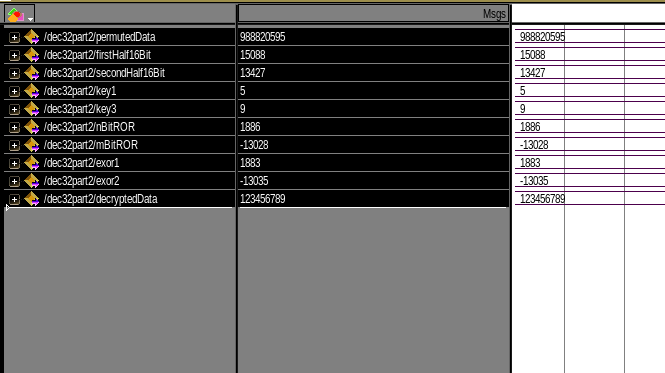 Msgs
/dec32part2/permutedData 988820595 988820595
/dec32part2/firstHalf16Bit 15088 15088
/dec32part2/secondHalf16Bit 13427 13427
/dec32part2/key1 5 5
/dec32part2/key3 9 9
/dec32part2/nBitROR 1886 1886
/dec32part2/mBitROR -13028 -13028
/dec32part2/exor1 1883 1883
/dec32part2/exor2 -13035 -13035
/dec32part2/decryptedData 123456789 123456789